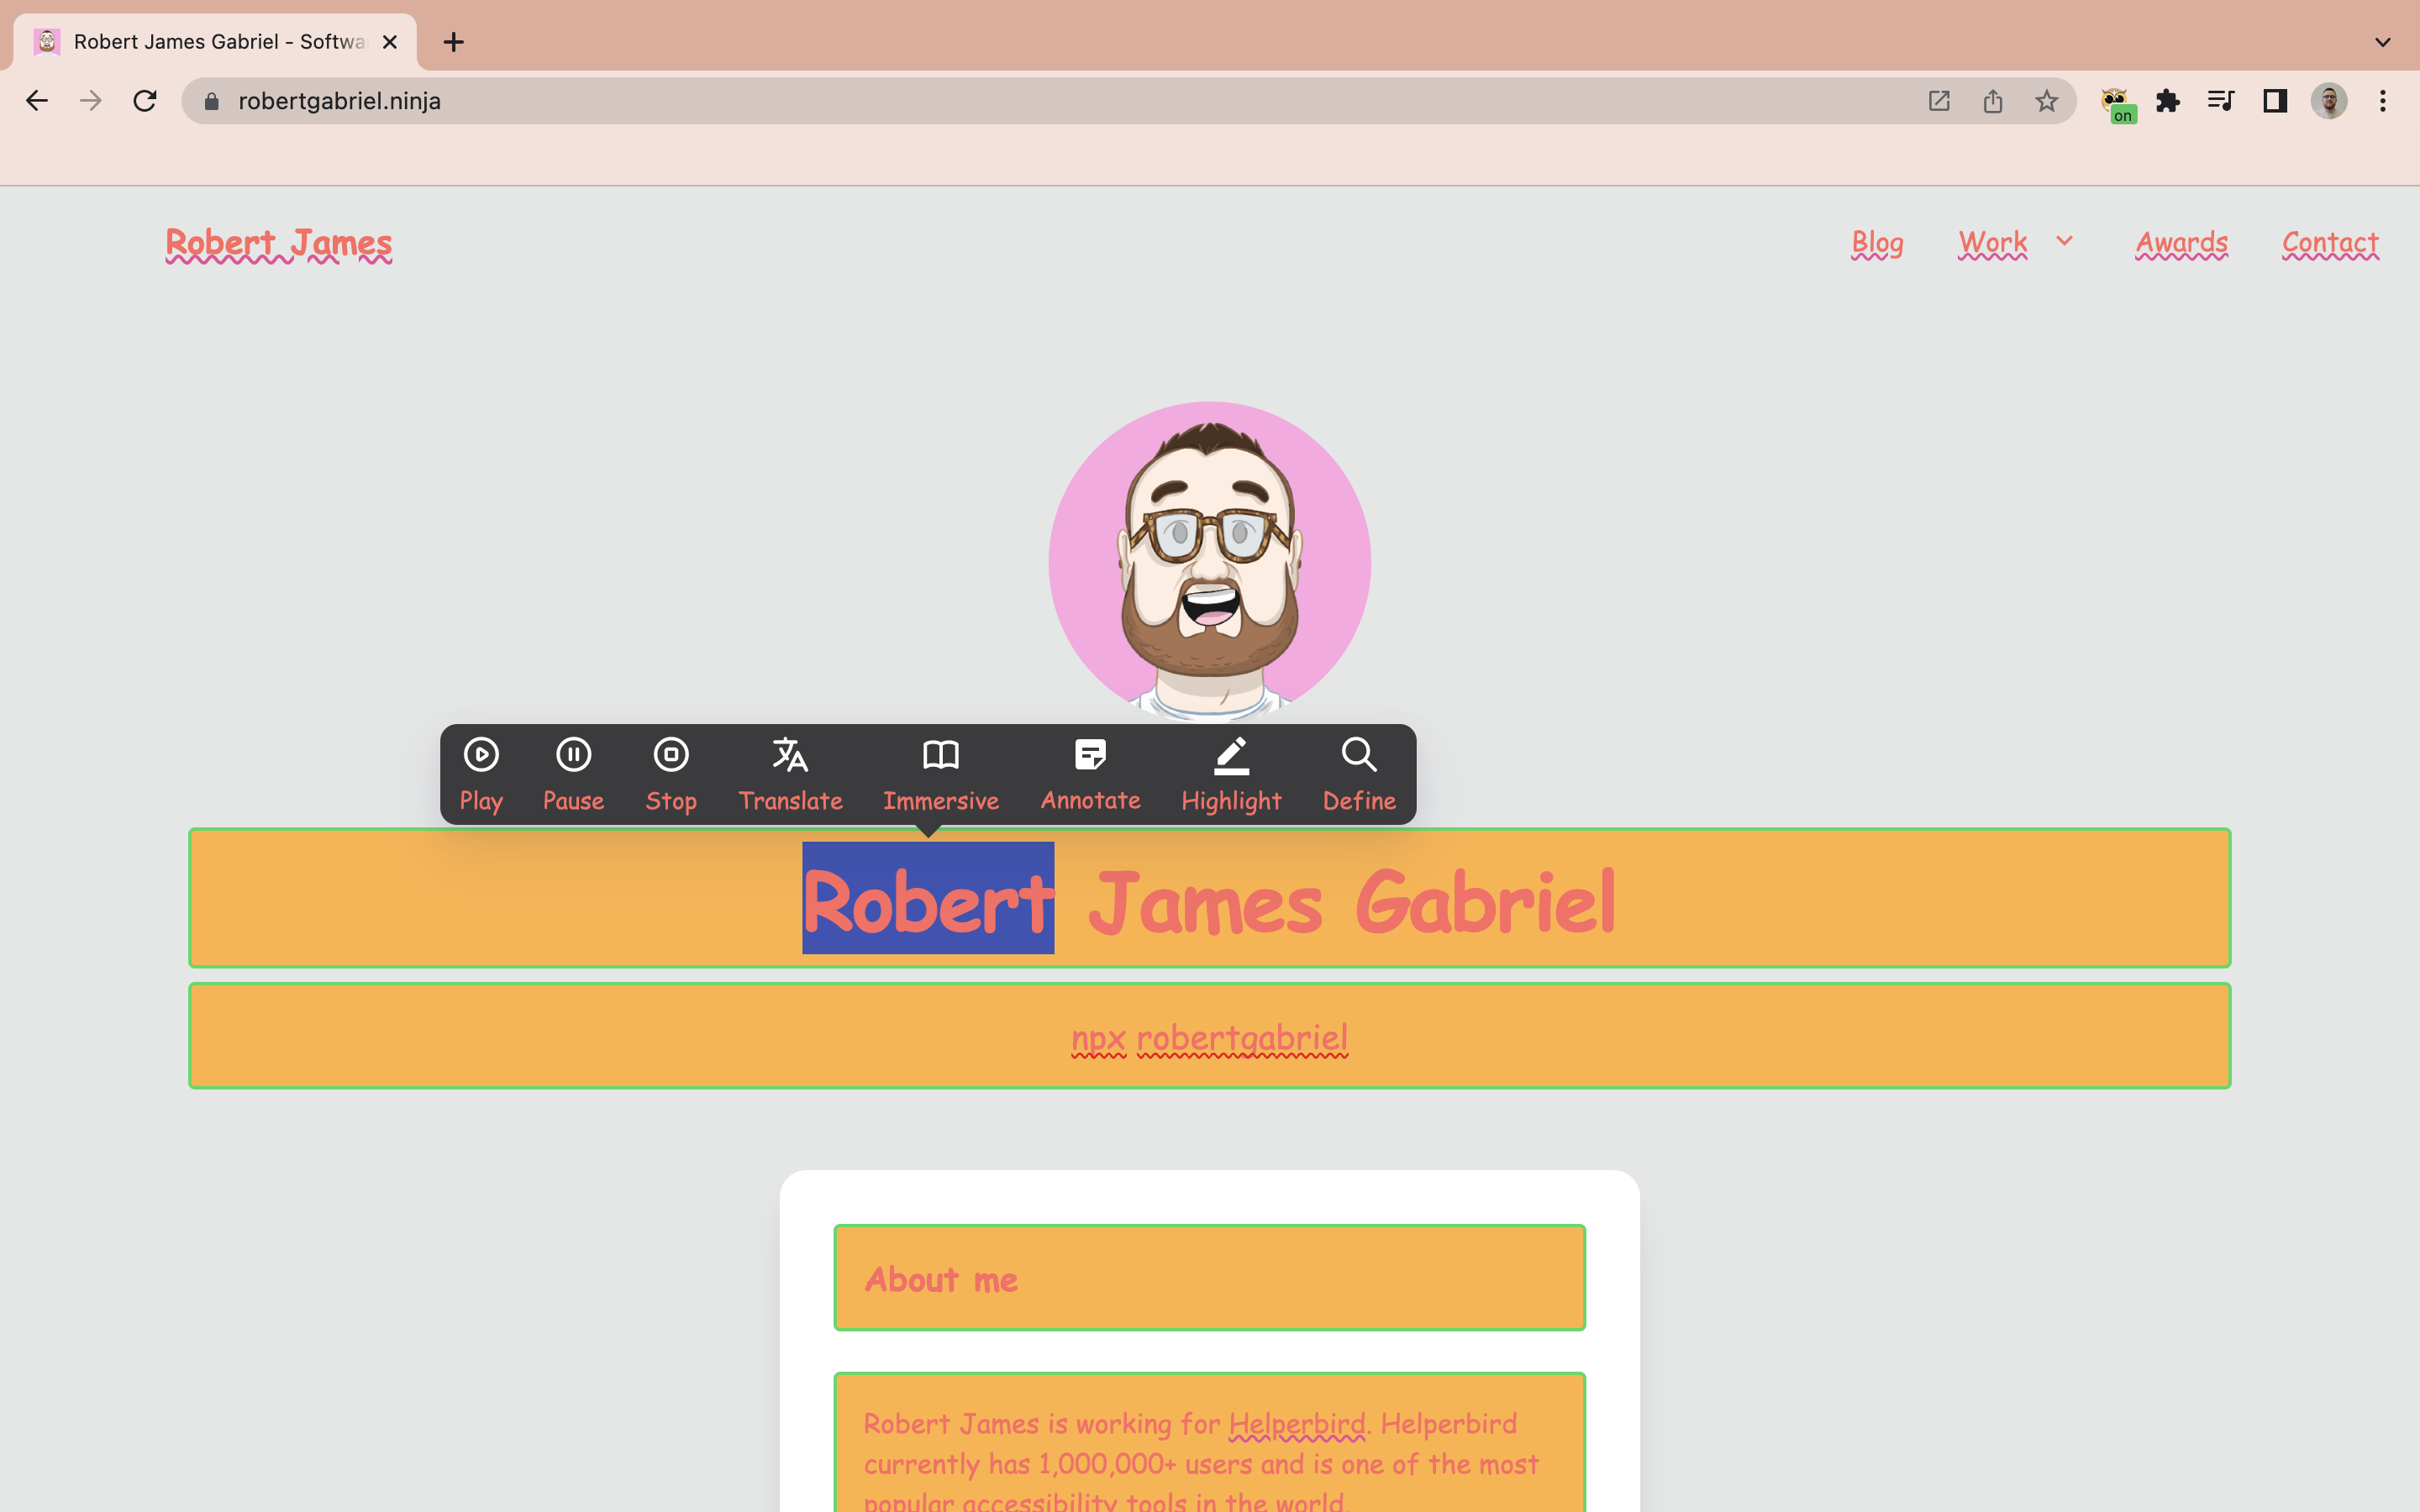 Robert James Gabriel - Softwa
robertgabriel.ninja
on
Robert James
Blog Work Awards Contact
Play Pause Stop Translate Immersive Annotate Highlight Define
Robert James Gabriel
npx robertgabriel
About me
Robert James is working for Helperbird. Helperbird
currently has 1,000,000+ users and is one of the most
popular accessibility tools in the world.